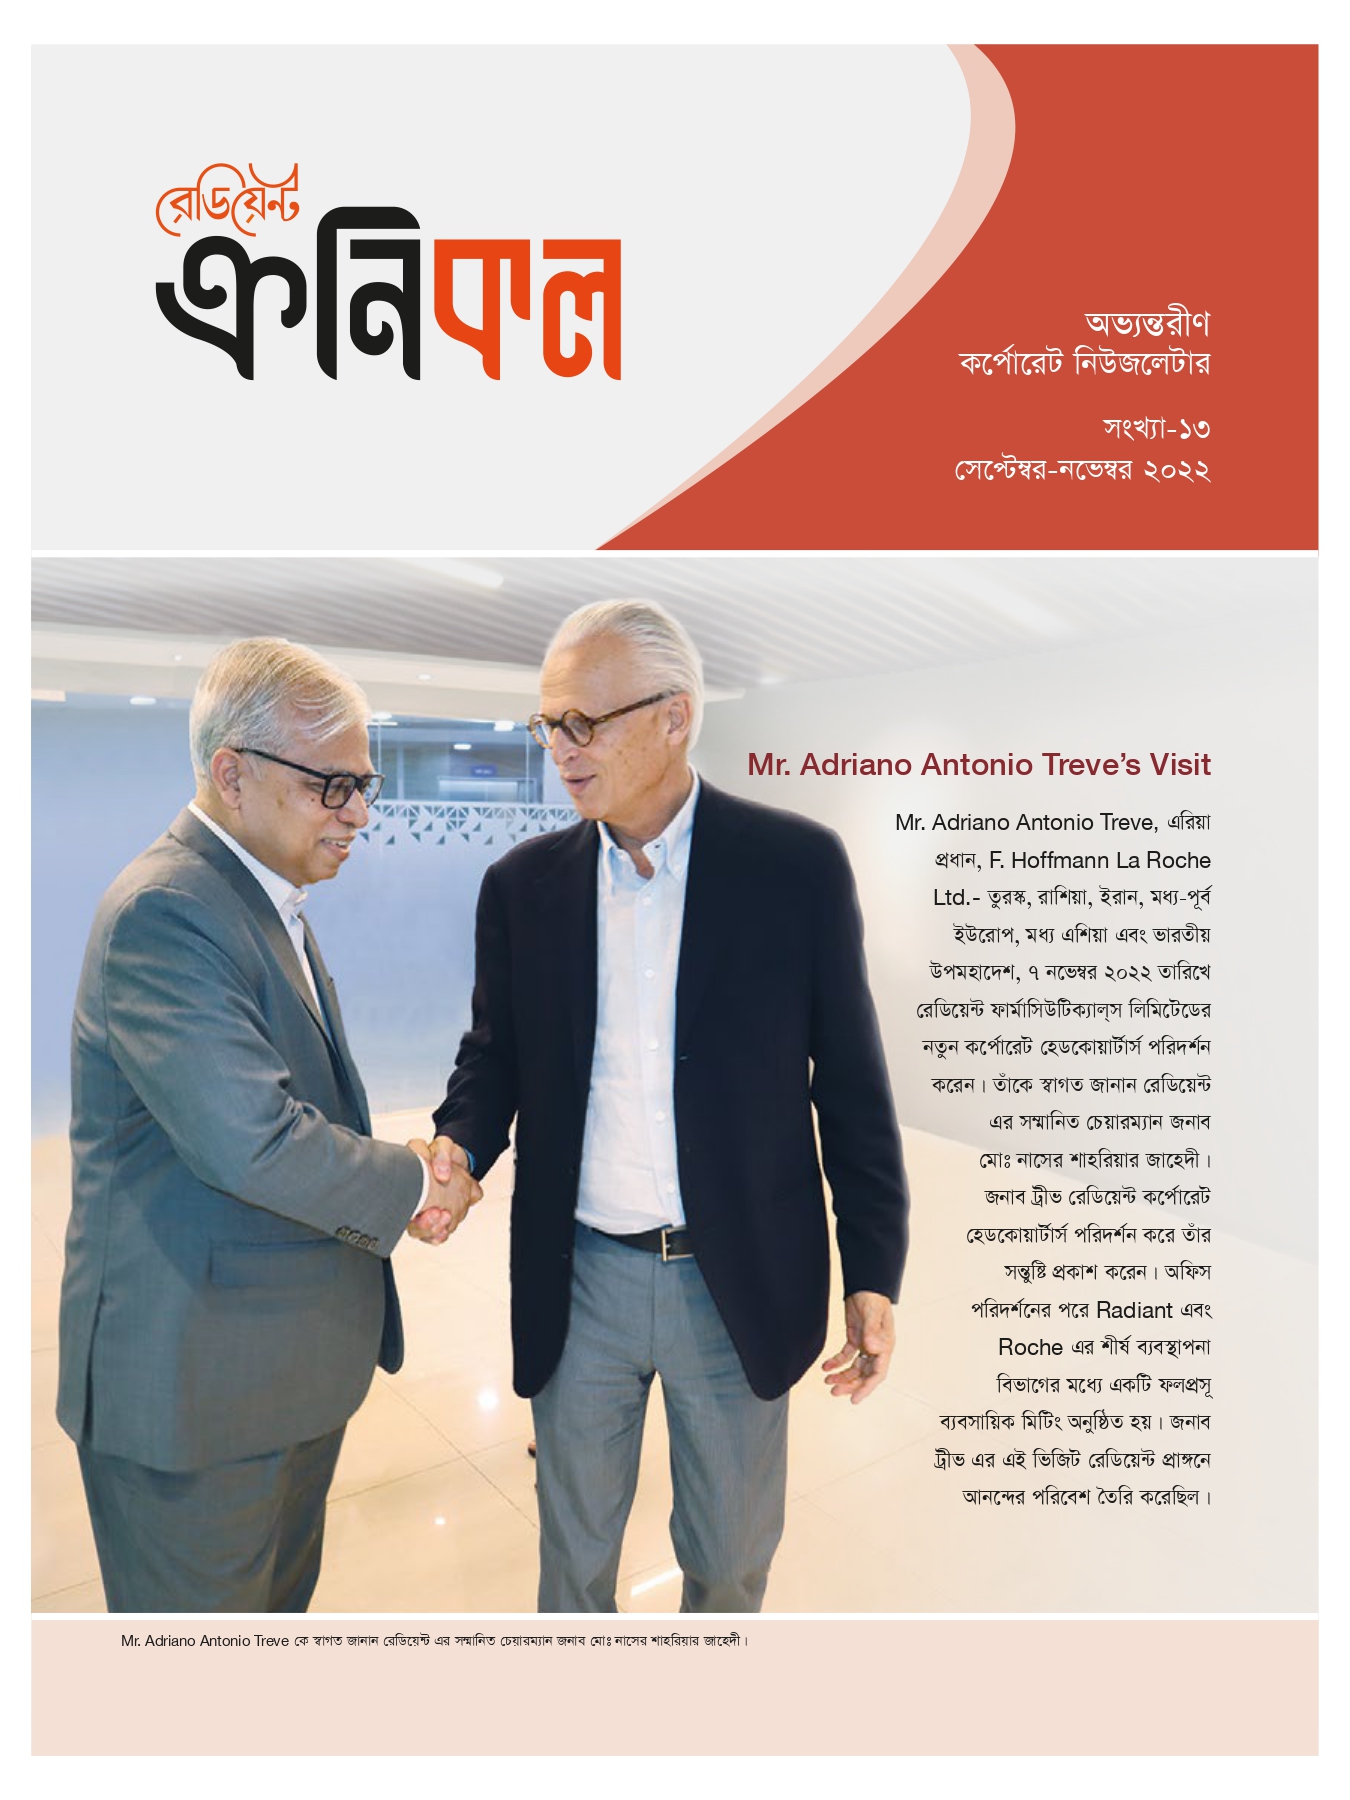 রেডিয়েন্ট
ক্রনিকল
অভ্যন্তরীণ
কর্পোরেট নিউজলেটার
সংখ্যা-১৩
সেপ্টেম্বর-নভেম্বর ২০২২
Mr. Adriano Antonio Treve’s Visit
Mr. Adriano Antonio Treve, এরিয়া
প্রধান, F. Hoffmann La Roche
Ltd.- তুরস্ক, রাশিয়া, ইরান, মধ্য-পূর্ব
ইউরোপ, মধ্য এশিয়া এবং ভারতীয়
উপমহাদেশ, ৭ নভেম্বর ২০২২ তারিখে
রেডিয়েন্ট ফার্মাসিউটিক্যাল্‌স লিমিটেডের
নতুন কর্পোরেট হেডকোয়ার্টার্স পরিদর্শন
করেন। তাঁকে স্বাগত জানান রেডিয়েন্ট
এর সম্মানিত চেয়ারম্যান জনাব
মোঃ নাসের শাহরিয়ার জাহেদী।
জনাব ট্রীভ রেডিয়েন্ট কর্পোরেট
হেডকোয়ার্টার্স পরিদর্শন করে তাঁর
সন্তুষ্টি প্রকাশ করেন। অফিস
পরিদর্শনের পরে Radiant এবং
Roche এর শীর্ষ ব্যবস্থাপনা
বিভাগের মধ্যে একটি ফলপ্রসূ
ব্যবসায়িক মিটিং অনুষ্ঠিত হয়। জনাব
ট্রীভ এর এই ভিজিট রেডিয়েন্ট প্রাঙ্গনে
আনন্দের পরিবেশ তৈরি করেছিল।
Mr. Adriano Antonio Treve কে স্বাগত জানান রেডিয়েন্ট এর সম্মানিত চেয়ারম্যান জনাব মোঃ নাসের শাহরিয়ার জাহেদী।